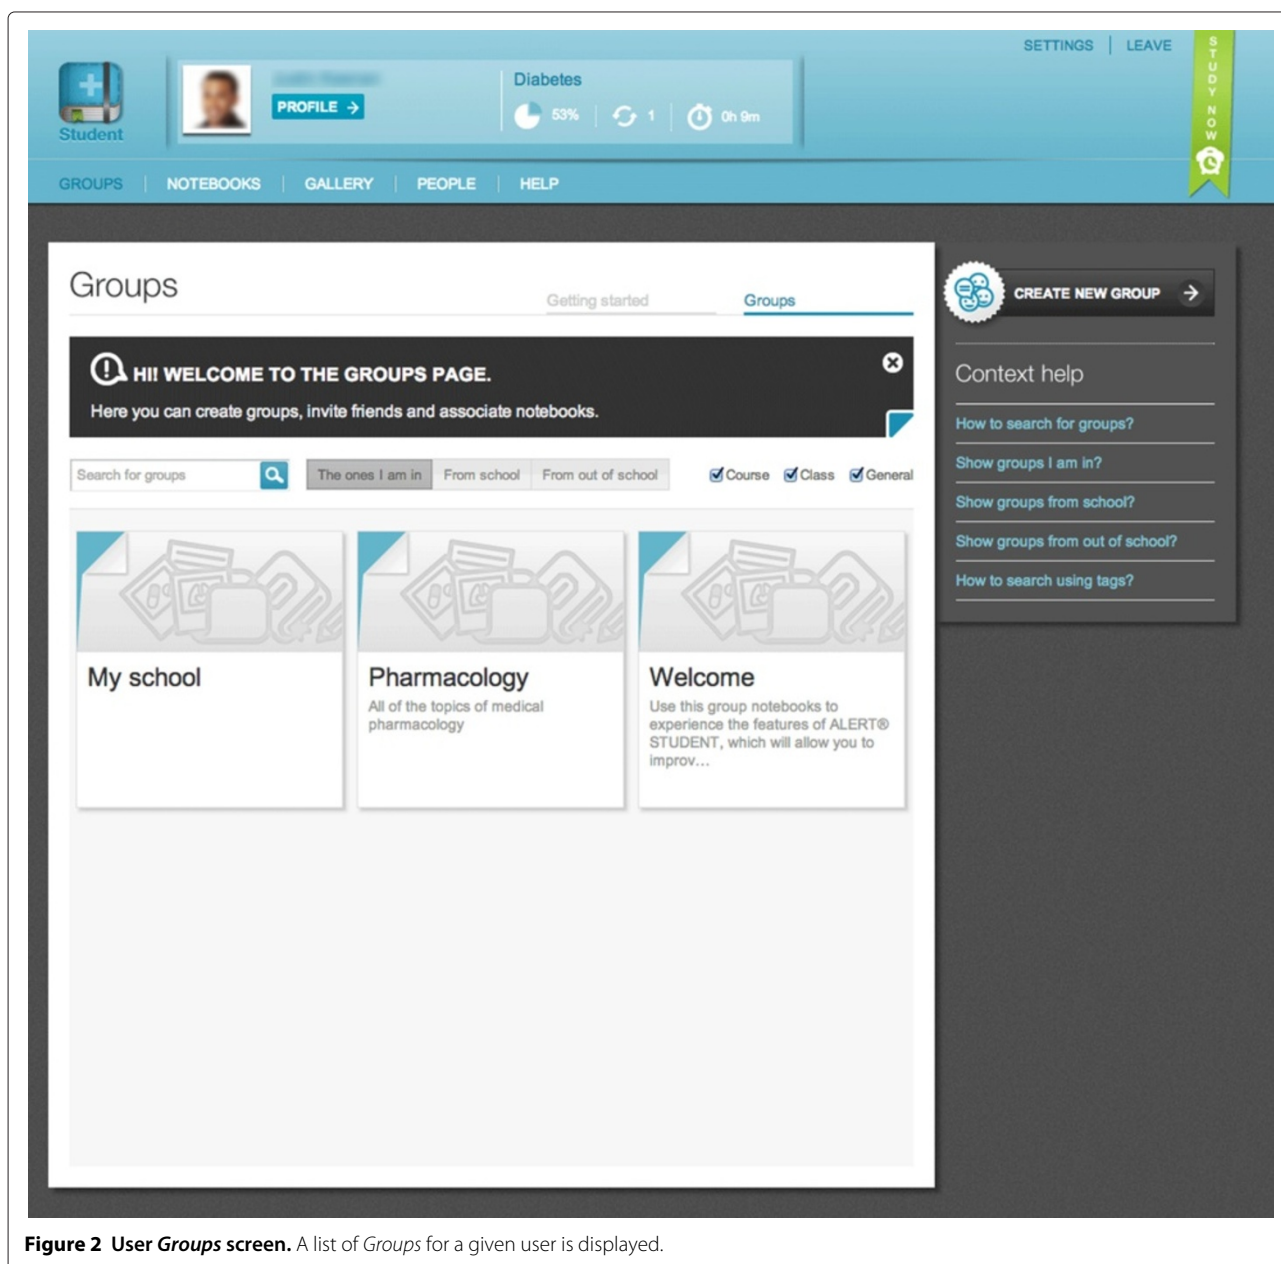 SETTINGS | LEAVE
STUDY NOW
Student
PROFILE
Diabetes
53% | 1 | 0h 9m
GROUPS | NOTEBOOKS | GALLERY | PEOPLE | HELP
Groups
Getting started
Groups
HI! WELCOME TO THE GROUPS PAGE.
Here you can create groups, invite friends and associate notebooks.
Search for groups
The ones I am in
From school
From out of school
Course
Class
General
My school
Pharmacology
All of the topics of medical
pharmacology
Welcome
Use this group notebooks to
experience the features of ALERT®
STUDENT, which will allow you to
improv...
CREATE NEW GROUP
Context help
How to search for groups?
Show groups I am in?
Show groups from school?
Show groups from out of school?
How to search using tags?
Figure 2 User Groups screen. A list of Groups for a given user is displayed.